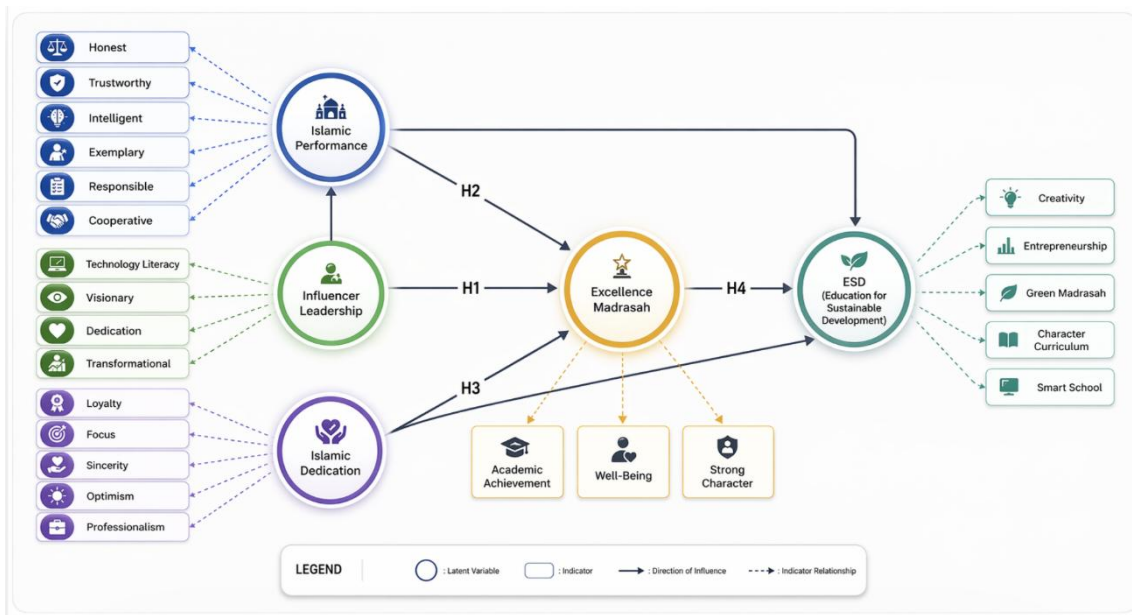 Honest
Trustworthy
Intelligent
Exemplary
Responsible
Cooperative
Technology Literacy
Visionary
Dedication
Transformational
Loyalty
Focus
Sincerity
Optimism
Professionalism
Islamic
Performance
Influencer
Leadership
Islamic
Dedication
H2
H1
H3
Excellence
Madrasah
H4
ESD
(Education for
Sustainable
Development)
Academic
Achievement
Well-Being
Strong
Character
Creativity
Entrepreneurship
Green Madrasah
Character
Curriculum
Smart School
LEGEND
: Latent Variable
: Indicator
: Direction of Influence
: Indicator Relationship